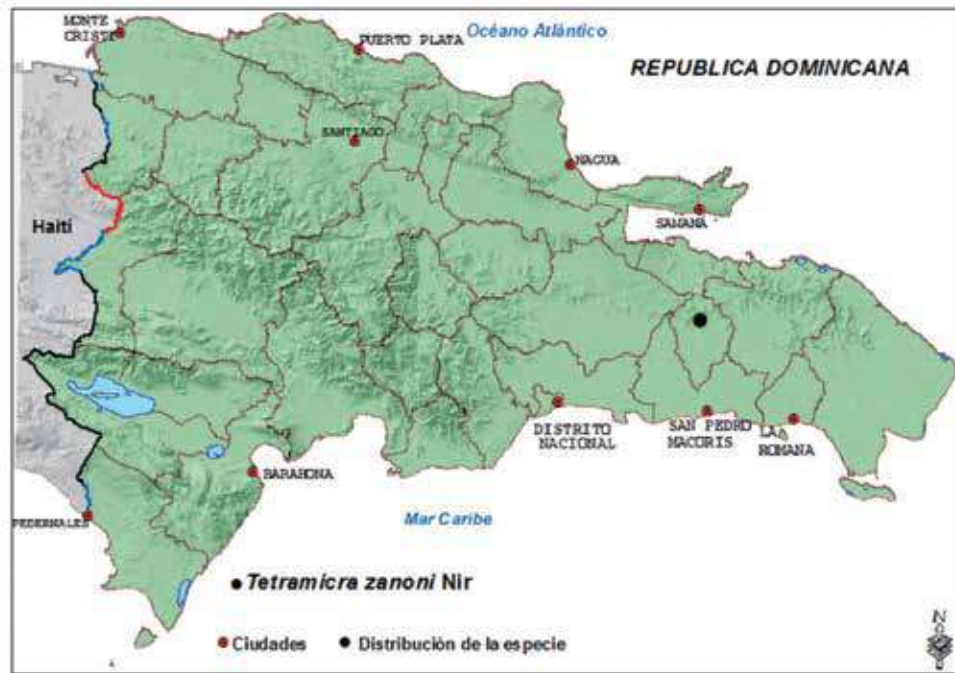 MONTE
CRISTI
Océano Atlántico
PUERTO PLATA
REPUBLICA DOMINICANA
SANTIAGO
NAGUA
Haití
SAMANA
DISTRITO
NACIONAL
SAN PEDRO
MACORIS
LA
ROMANA
BARAHONA
PEDERNALES
Mar Caribe
Tetramicra zanoni Nir
Ciudades
Distribución de la especie
N